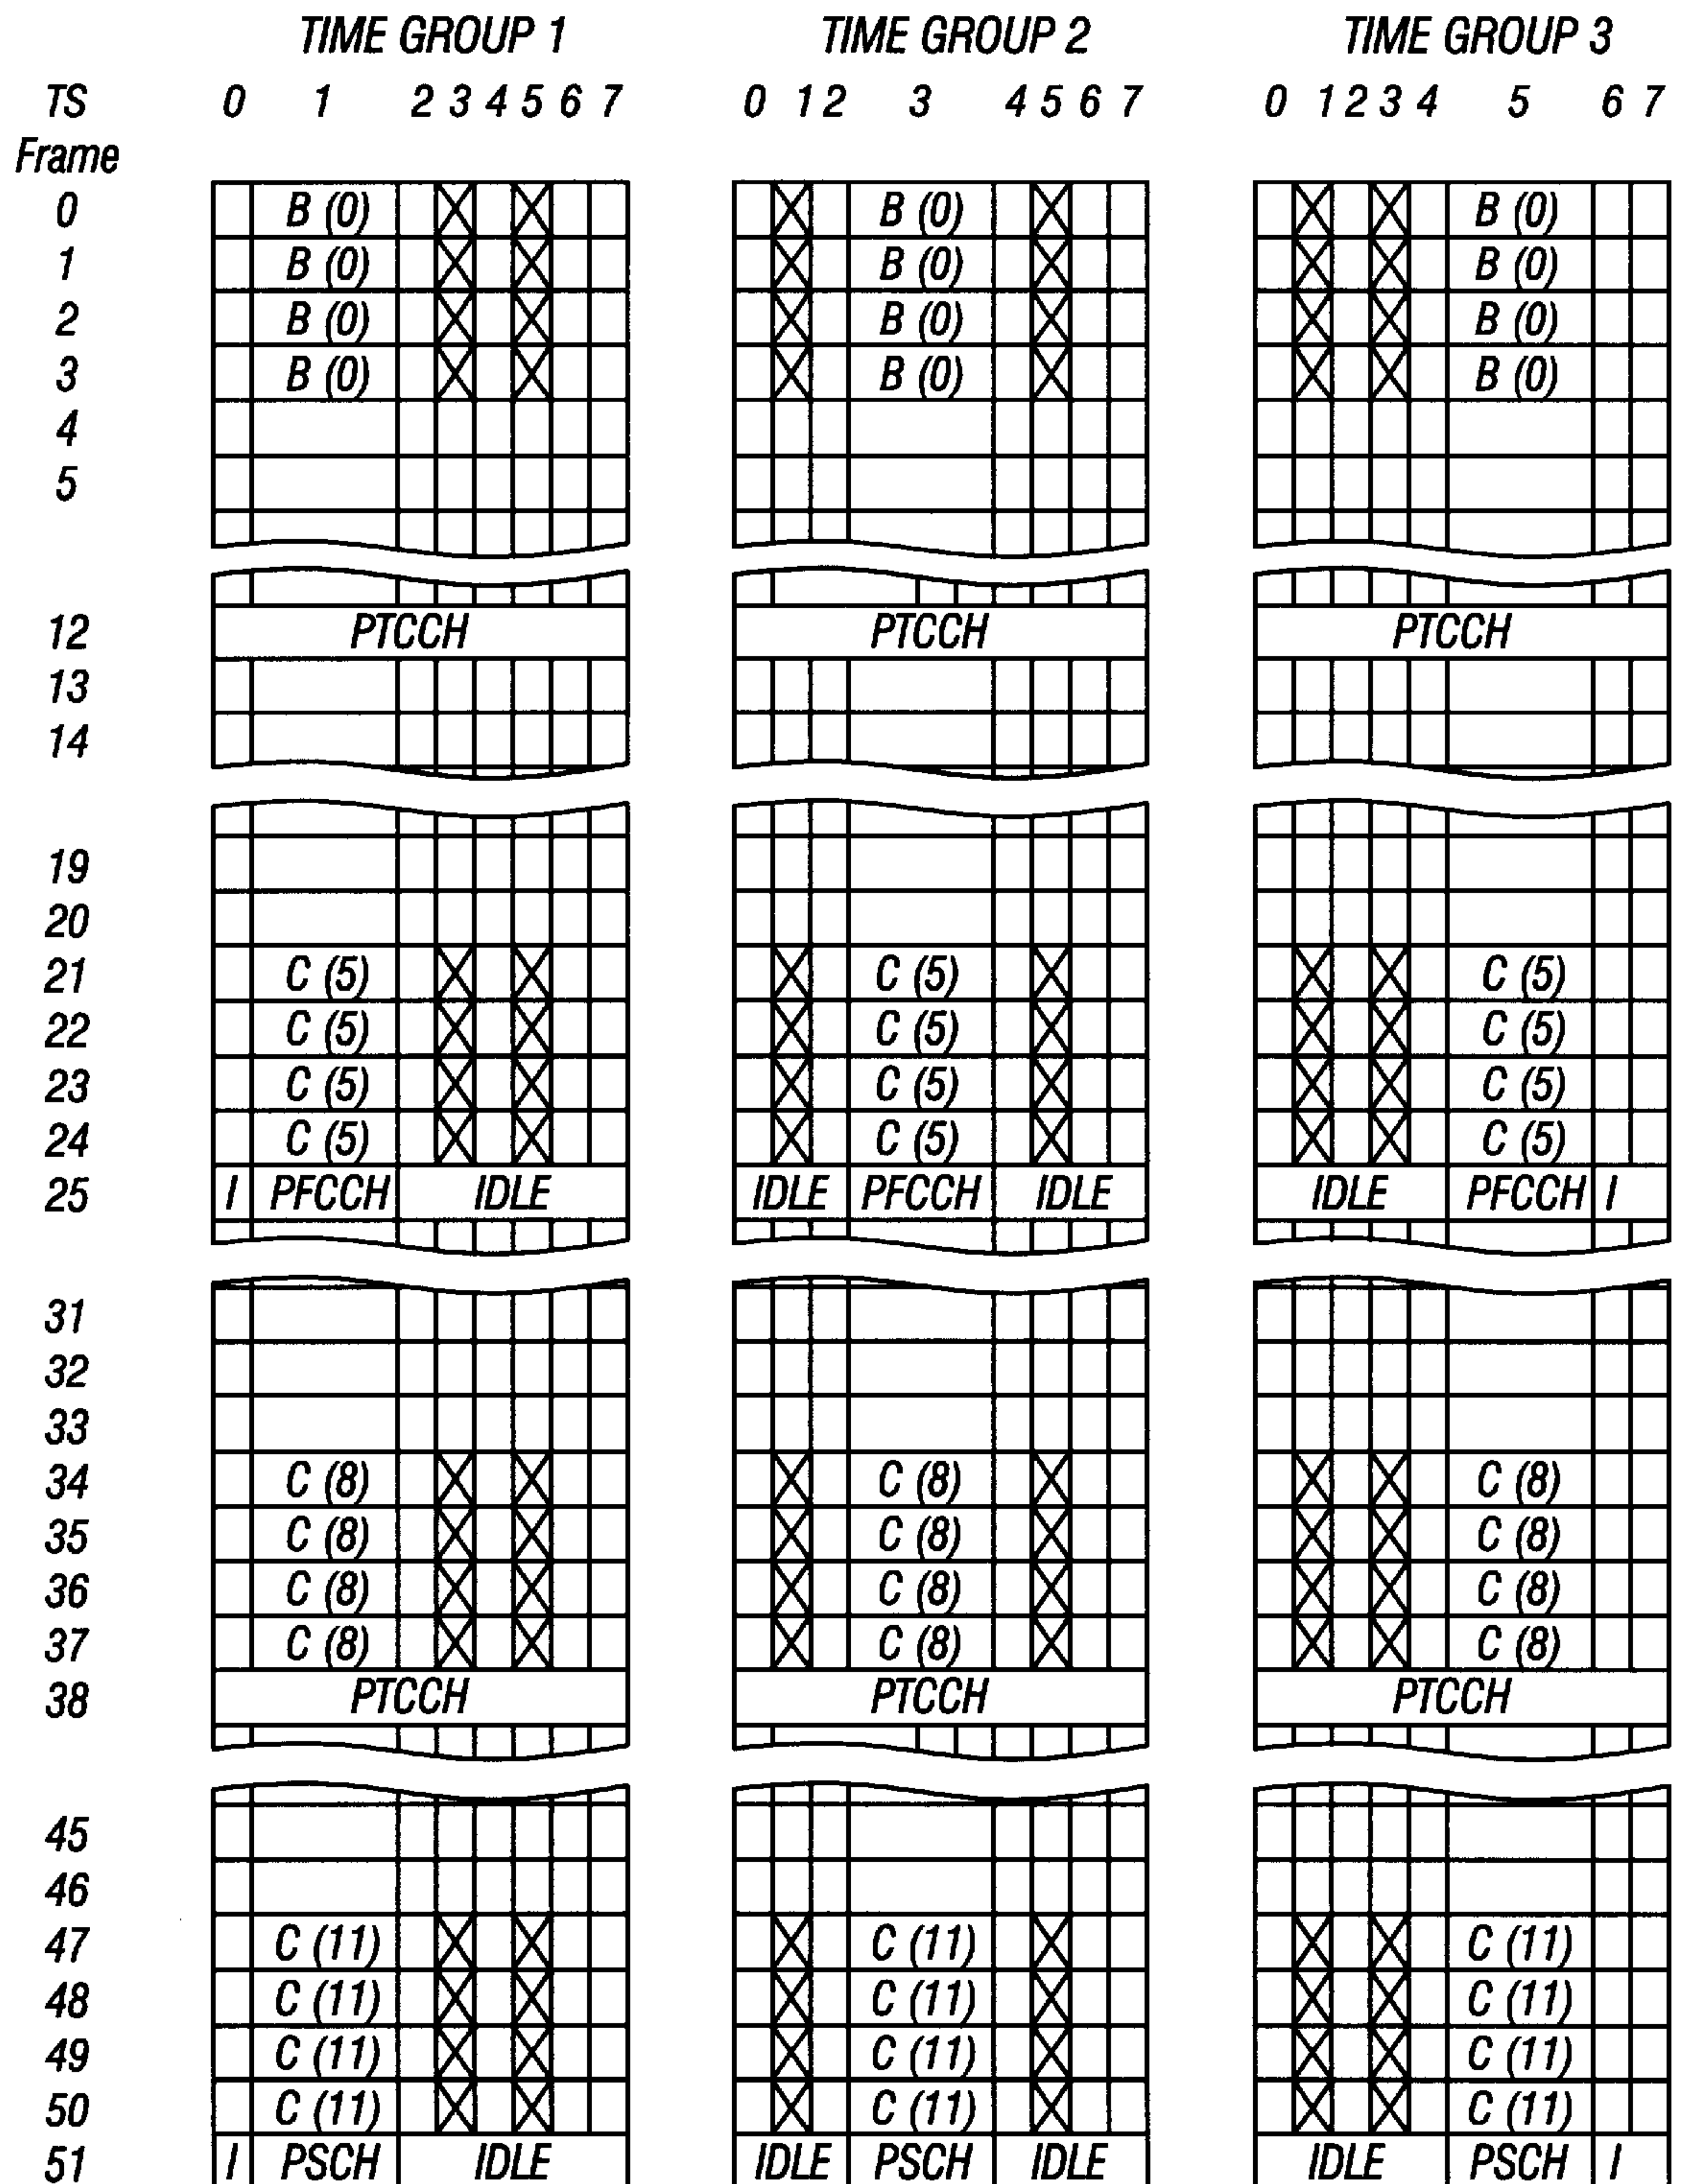 TIME GROUP 1 TIME GROUP 2 TIME GROUP 3
TS 0 1 2 3 4 5 6 7 0 1 2 3 4 5 6 7 0 1 2 3 4 5 6 7
Frame
0 B (0) B (0) B (0)
1 B (0) B (0) B (0)
2 B (0) B (0) B (0)
3 B (0) B (0) B (0)
4
5
12 PTCCH PTCCH PTCCH
13
14
19
20
21 C (5) C (5) C (5)
22 C (5) C (5) C (5)
23 C (5) C (5) C (5)
24 C (5) C (5) C (5)
25 I PFCCH IDLE IDLE PFCCH IDLE IDLE PFCCH I
31
32
33
34 C (8) C (8) C (8)
35 C (8) C (8) C (8)
36 C (8) C (8) C (8)
37 C (8) C (8) C (8)
38 PTCCH PTCCH PTCCH
45
46
47 C (11) C (11) C (11)
48 C (11) C (11) C (11)
49 C (11) C (11) C (11)
50 C (11) C (11) C (11)
51 I PSCH IDLE IDLE PSCH IDLE IDLE PSCH I